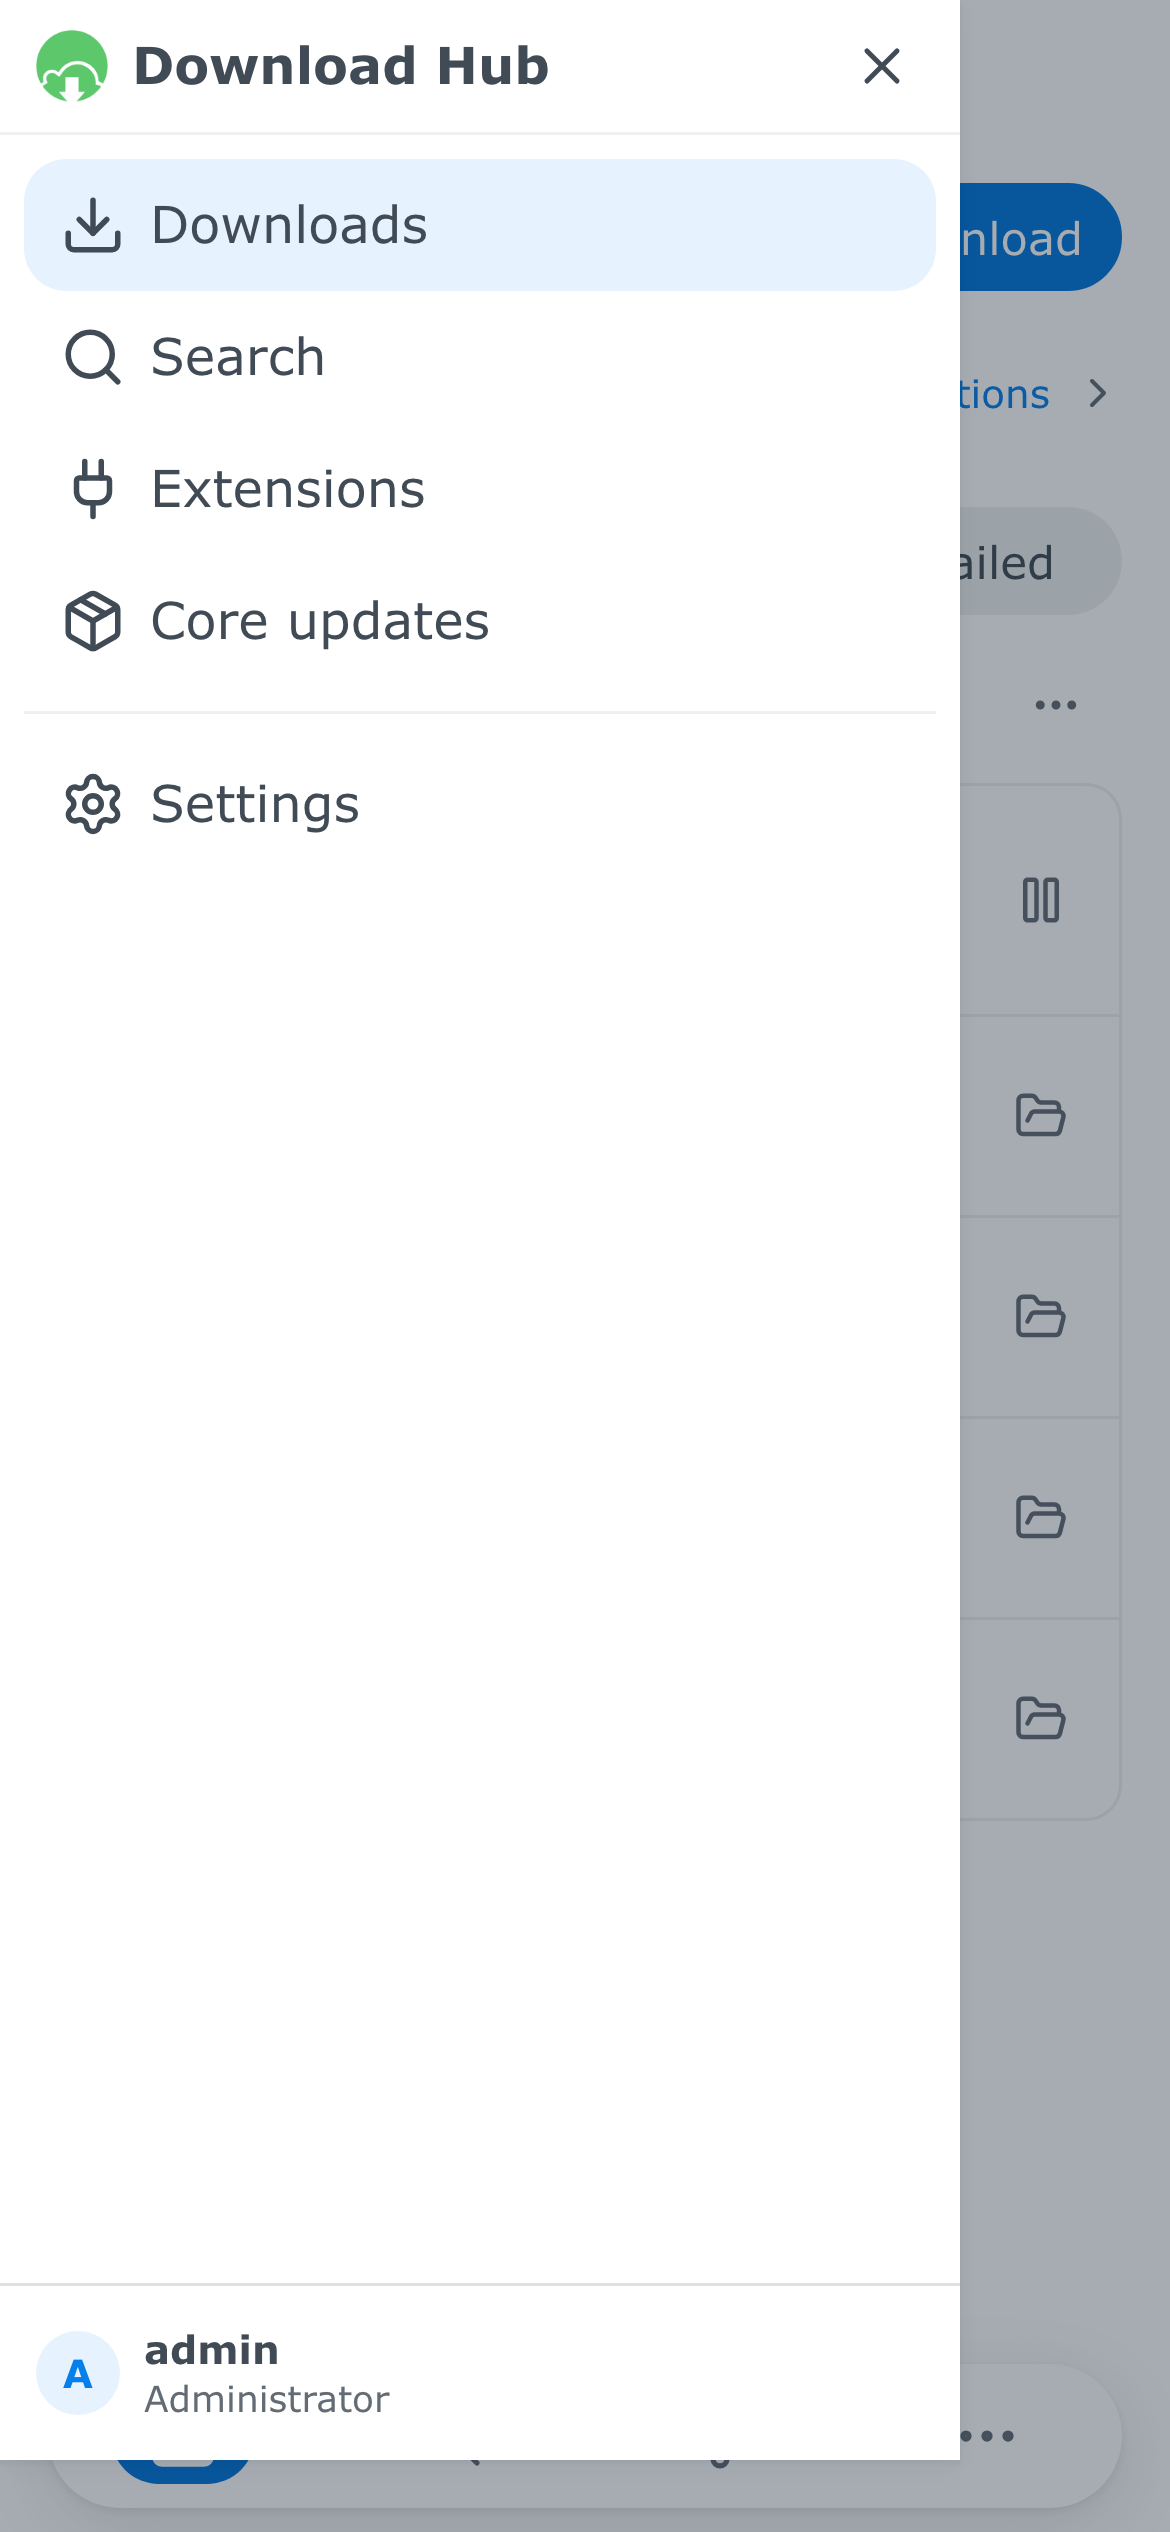 Download Hub
Downloads
nload
Search
tions
Extensions
ailed
Core updates
Settings
A
admin
Administrator